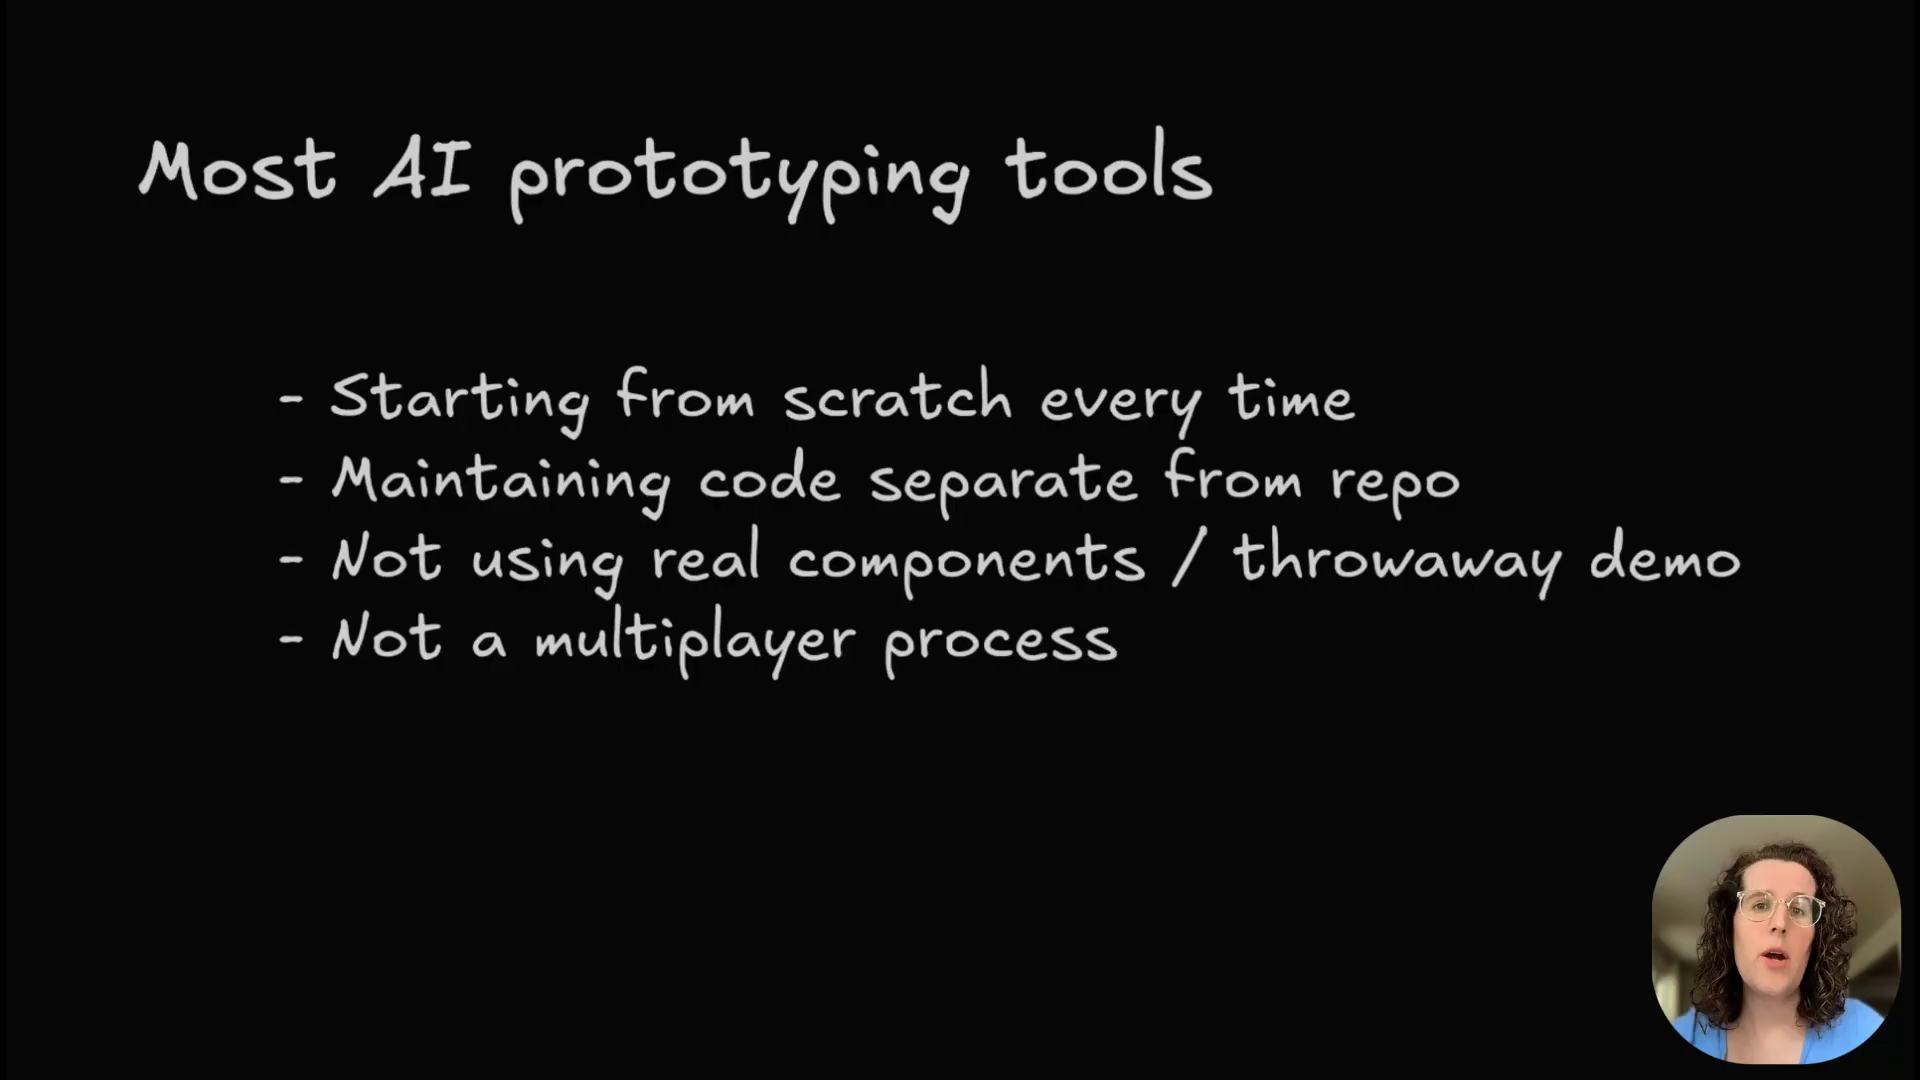 Most AI prototyping tools
- Starting from scratch every time
- Maintaining code separate from repo
- Not using real components / throwaway demo
- Not a multiplayer process